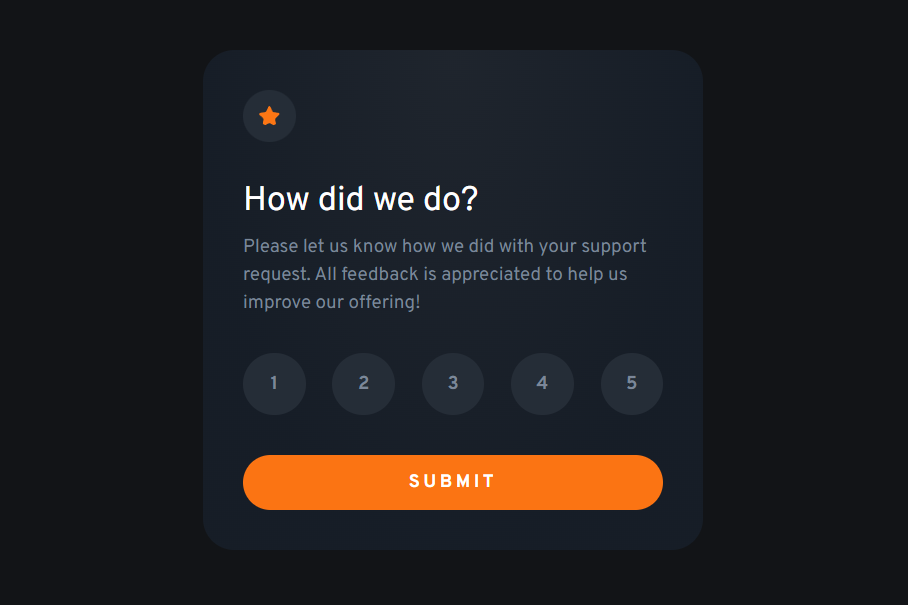 How did we do?
Please let us know how we did with your support
request. All feedback is appreciated to help us
improve our offering!
1 2 3 4 5
SUBMIT